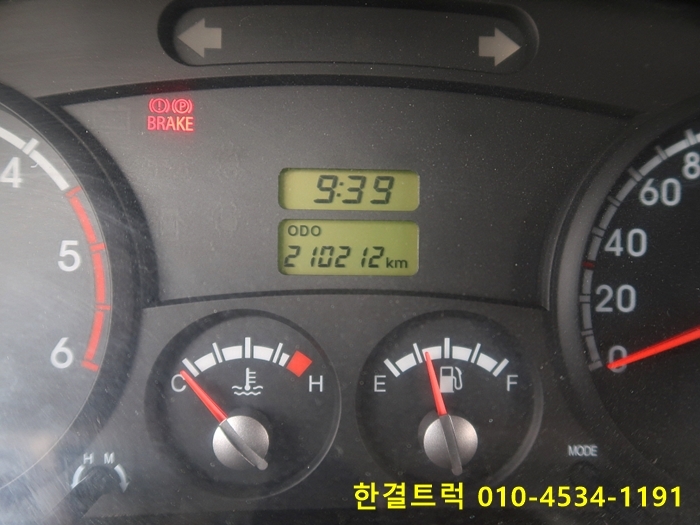 BRAKE
4
5
6
9:39
ODO
210212 km
80
60
40
20
0
C
H
E
F
H M
MODE
한결트럭 010-4534-1191